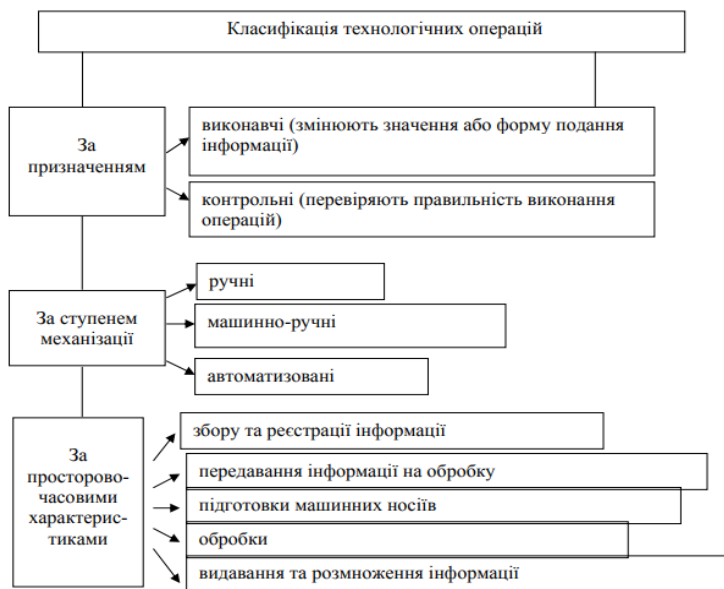 Класифікація технологічних операцій
За
призначенням
виконавчі (змінюють значення або форму подання
інформації)
контрольні (перевіряють правильність виконання
операцій)
За ступенем
механізації
ручні
машинно-ручні
автоматизовані
За
просторово-
часовими
характерис-
тиками
збору та реєстрації інформації
передавання інформації на обробку
підготовки машинних носіїв
обробки
видавання та розмноження інформації